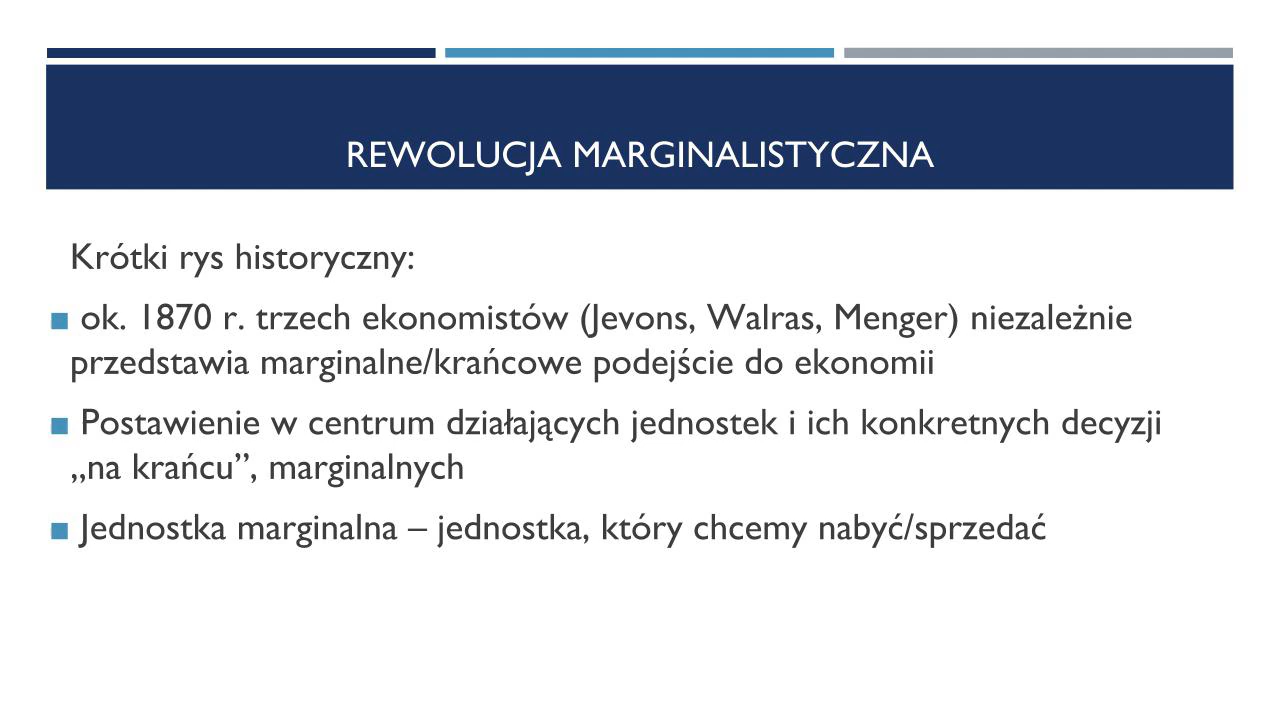 REWOLUCJA MARGINALISTYCZNA
Krótki rys historyczny:
ok. 1870 r. trzech ekonomistów (Jevons, Walras, Menger) niezależnie
przedstawia marginalne/krańcowe podejście do ekonomii
Postawienie w centrum działających jednostek i ich konkretnych decyzji
„na krańcu”, marginalnych
Jednostka marginalna – jednostka, który chcemy nabyć/sprzedać